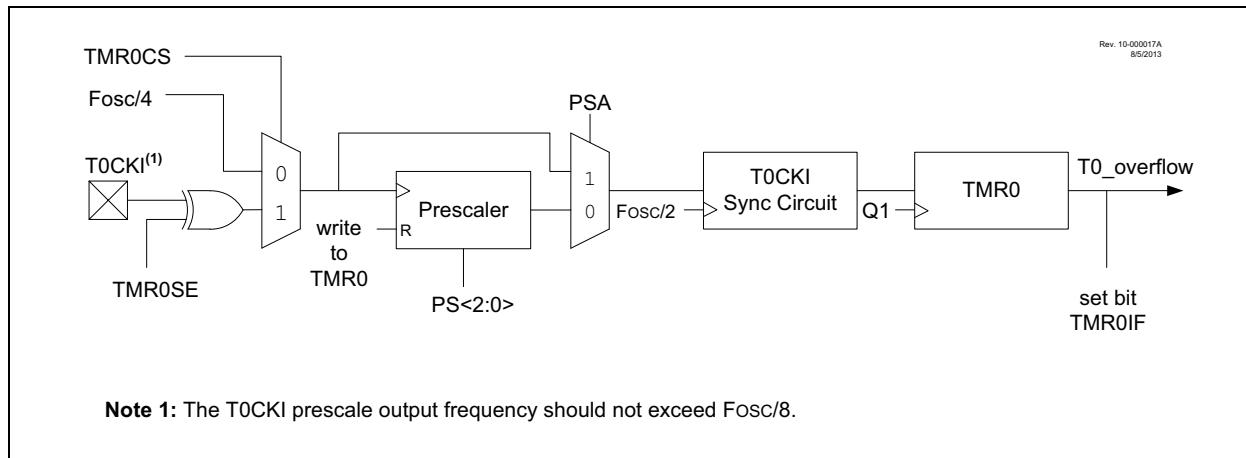 Rev. 10-000017A
8/5/2013
TMR0CS
Fosc/4
PSA
T0CKI(1)
0
1
TMR0SE
write
to
TMR0
R
Prescaler
PS<2:0>
1
0
FOSC/2
T0CKI
Sync Circuit
Q1
TMR0
T0_overflow
set bit
TMR0IF
Note 1: The T0CKI prescale output frequency should not exceed FOSC/8.